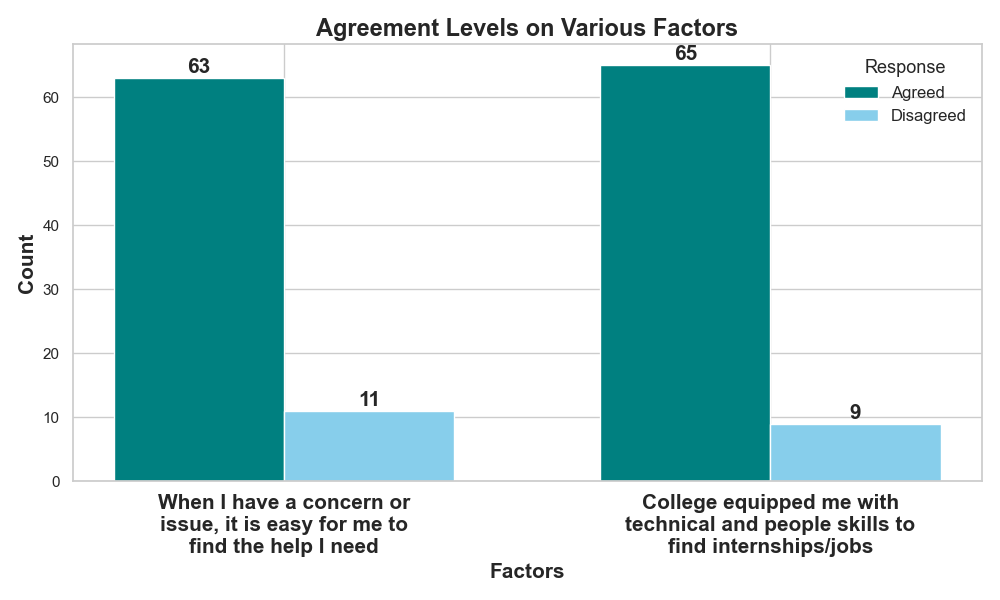 Agreement Levels on Various Factors
63
65
11
9
Response
Agreed
Disagreed
Count
60
50
40
30
20
10
0
When I have a concern or
issue, it is easy for me to
find the help I need
College equipped me with
technical and people skills to
find internships/jobs
Factors